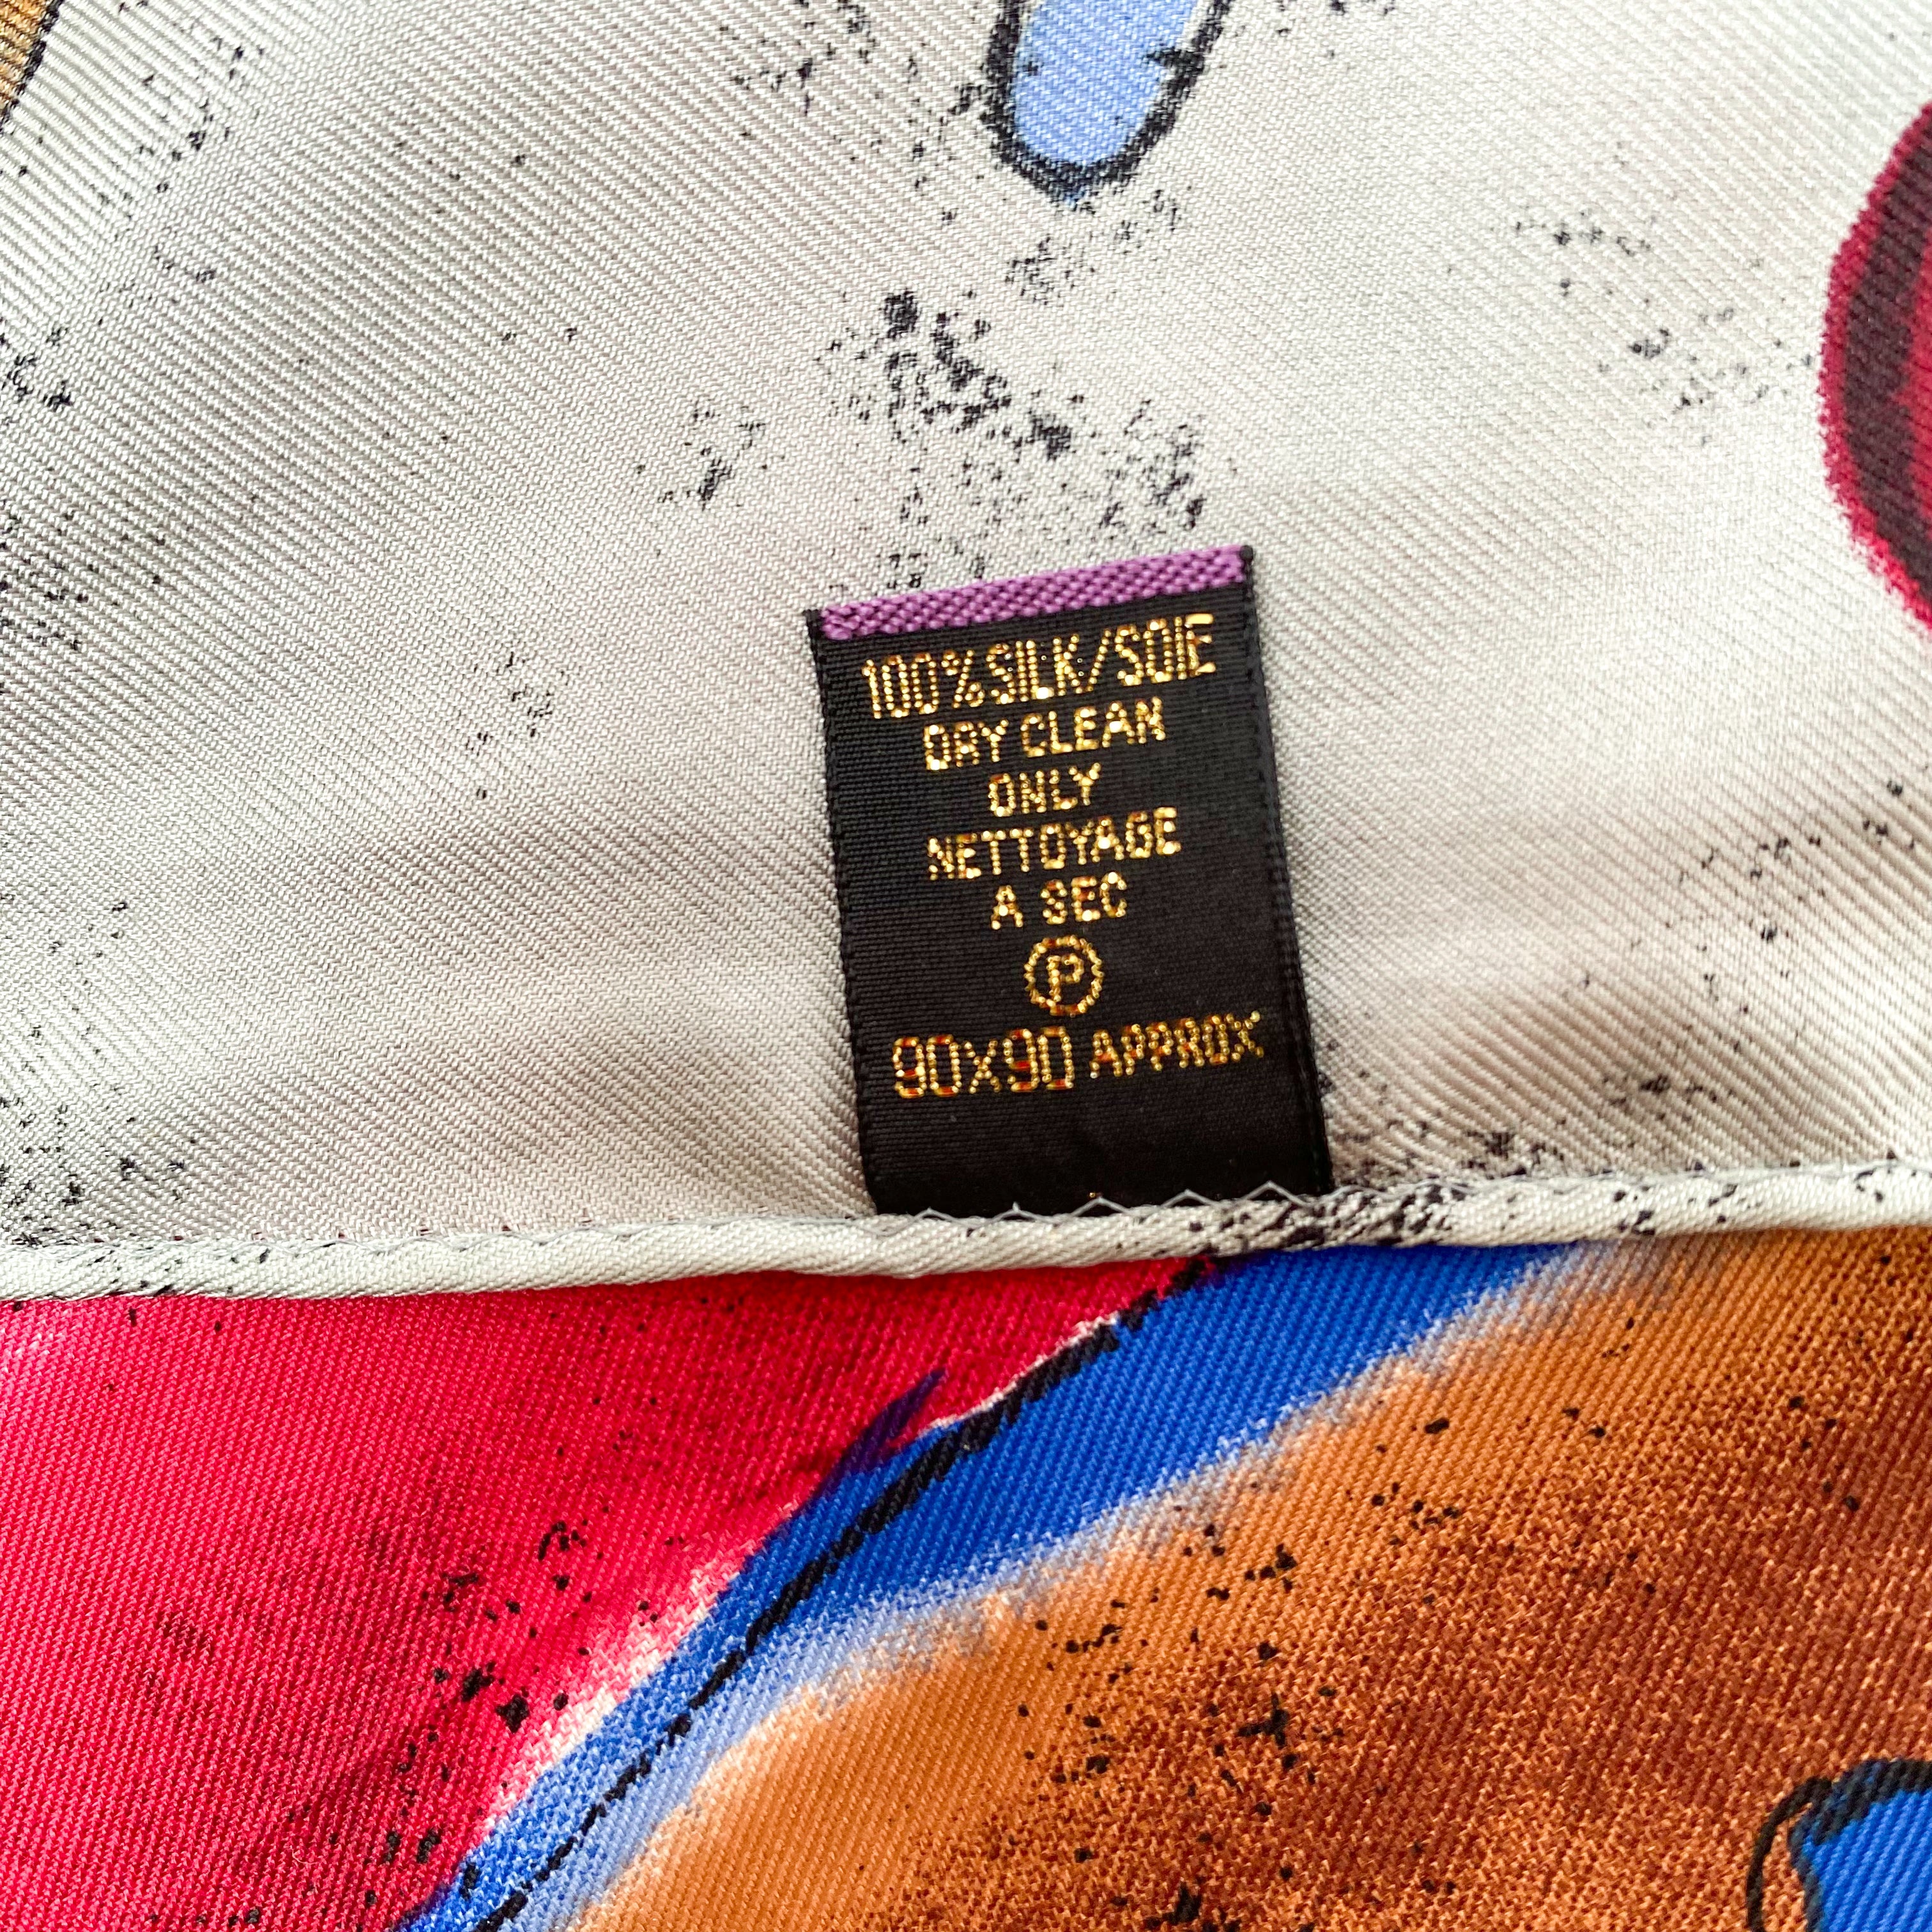 100% SILK/SOIE
DRY CLEAN
ONLY
NETTOYAGE
A SEC
P
90x90 APPROX